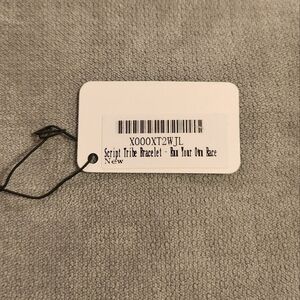 X000XT2WJL
Script Tribe Bracelet - Run Your Own Race
New